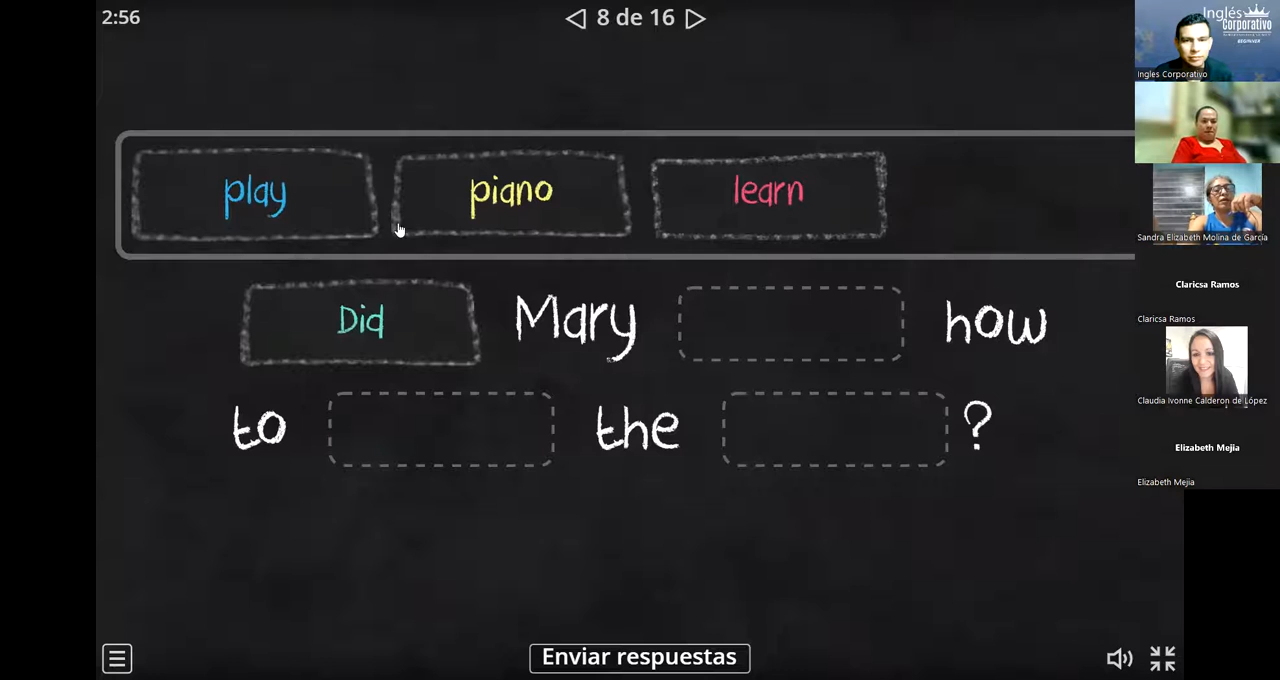 2:56
8 de 16
Inglés
Corporativo
BEGINNER
Ingles Corporativo
play piano learn
Sandra Elizabeth Molina de García
Claricsa Ramos
Claricsa Ramos
Did Mary how
Claudia Ivonne Calderon de López
to the ?
Elizabeth Mejia
Elizabeth Mejia
Enviar respuestas